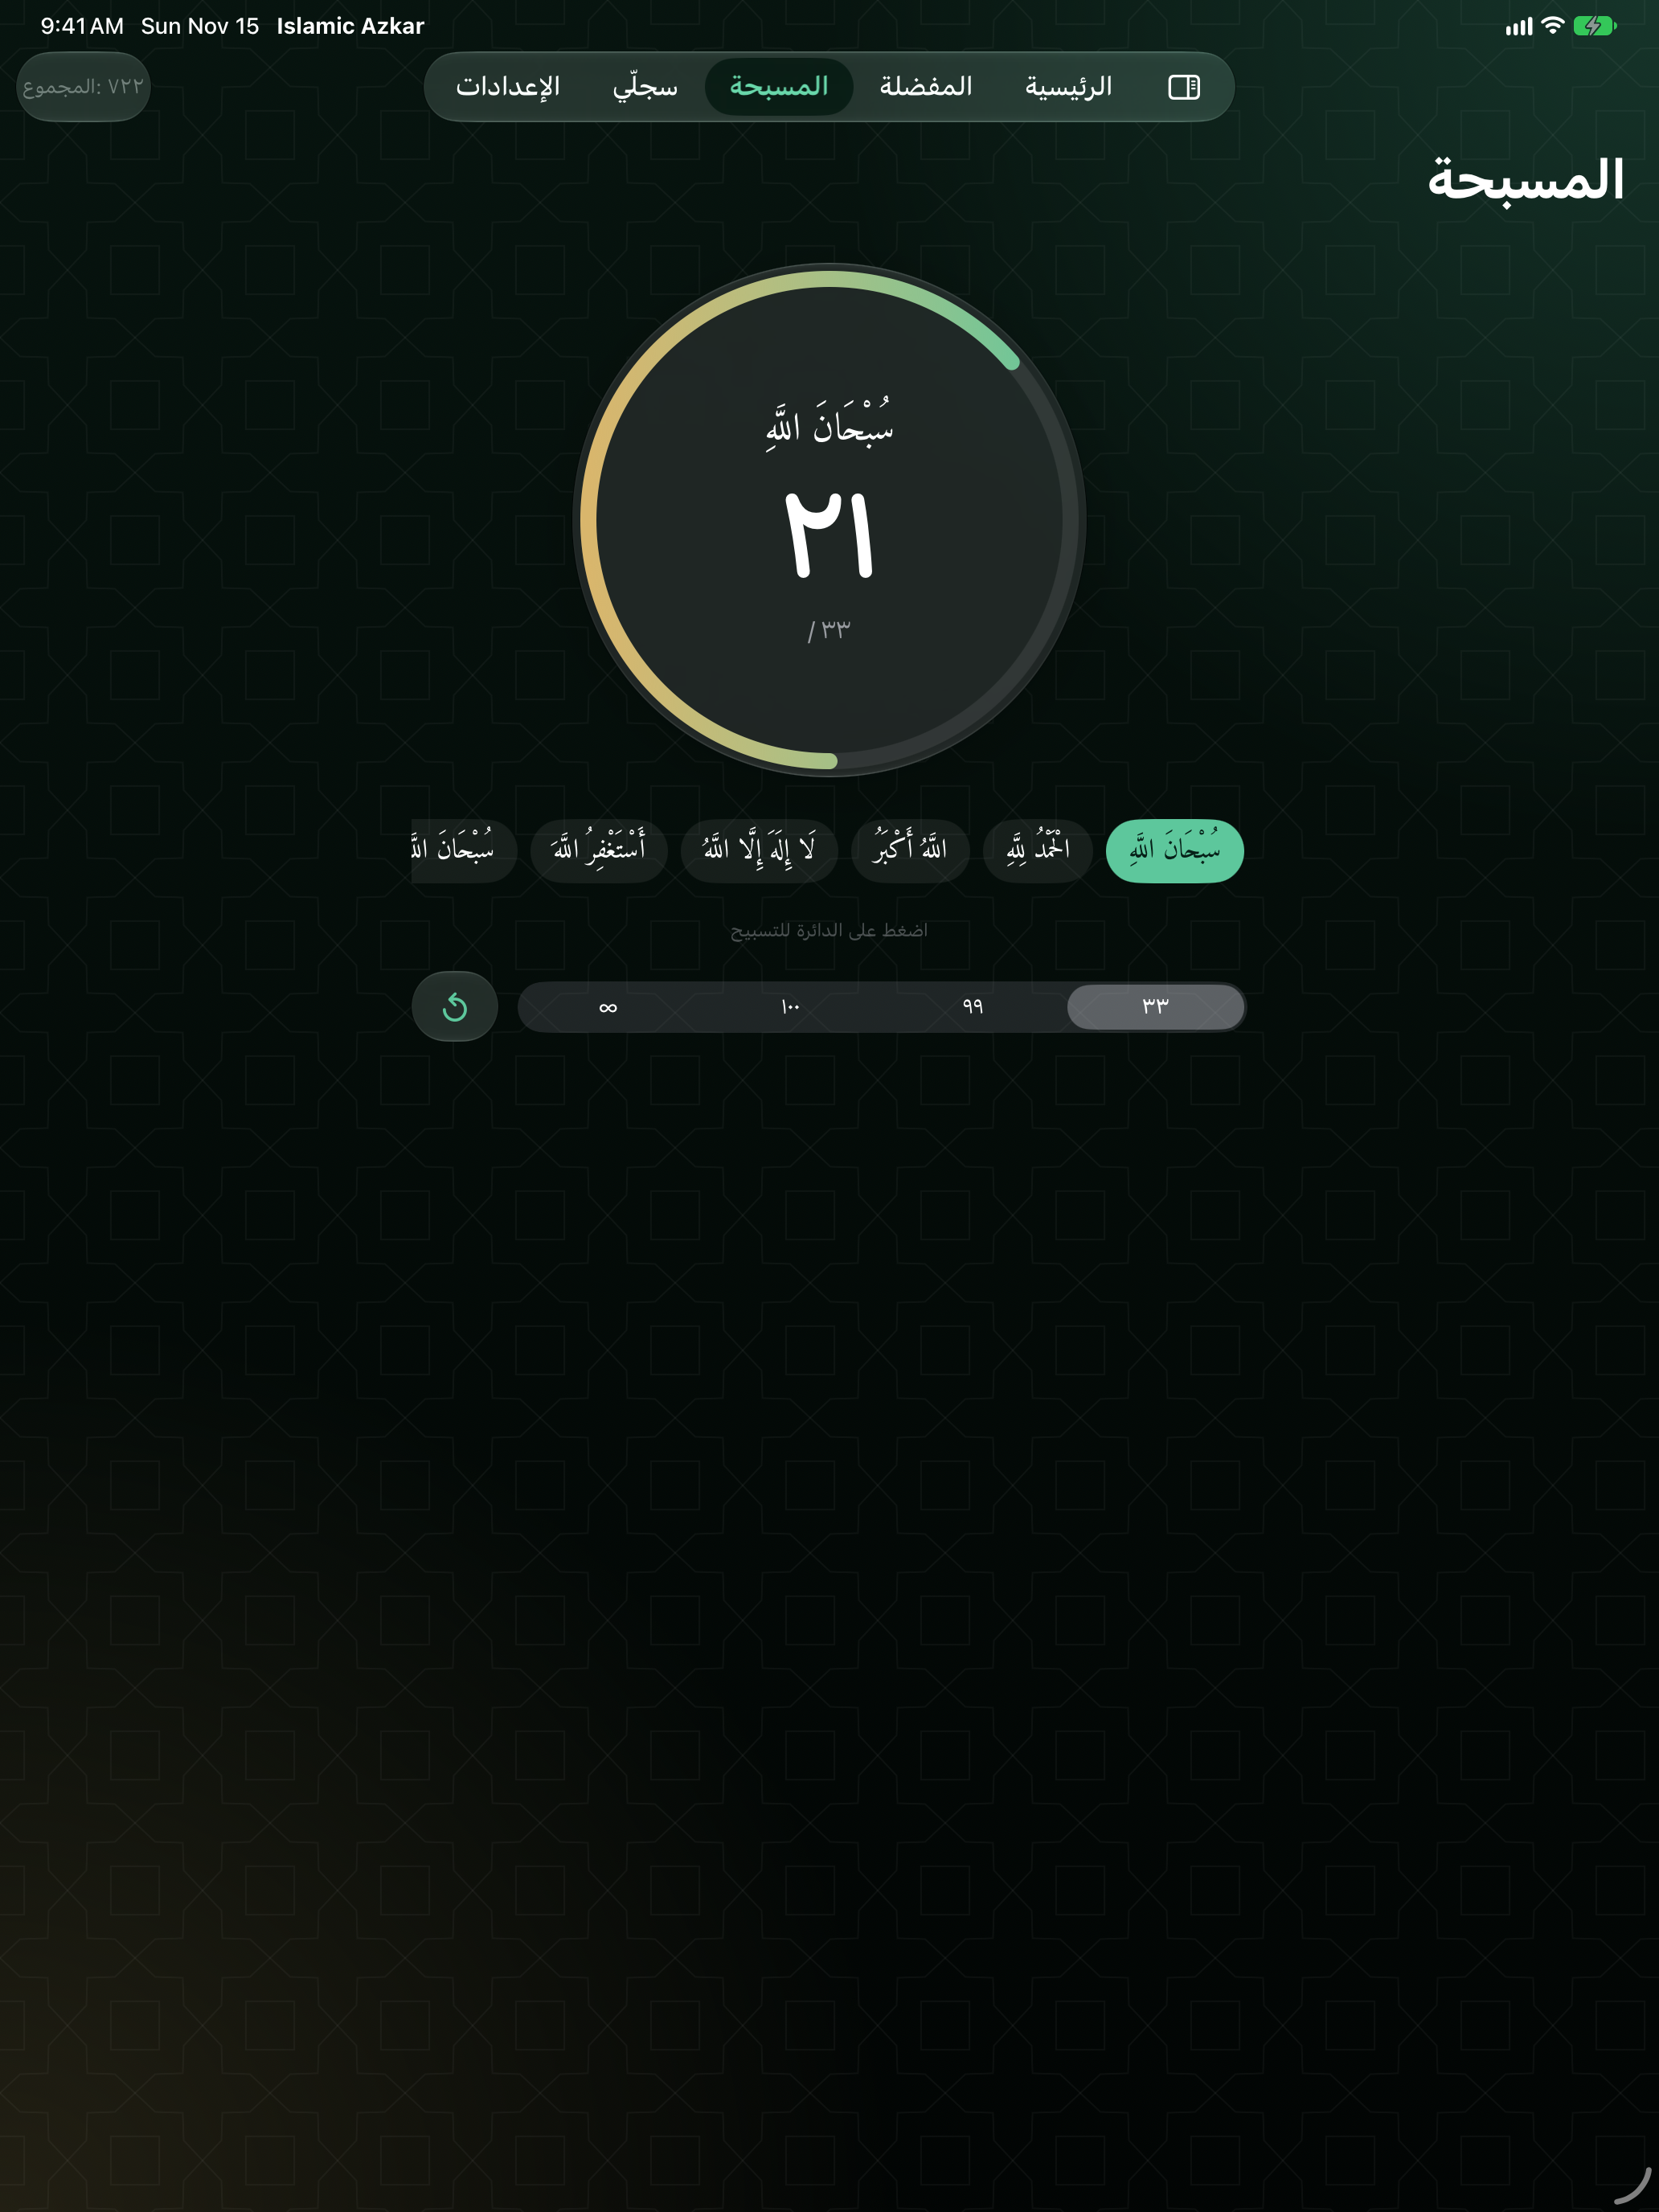 9:41 AM Sun Nov 15 Islamic Azkar
الرئيسية المفضلة المسبحة سجلّي الإعدادات
٧٢٢ :المجموع
المسبحة
سُبْحَانَ اللَّهِ
٢١
/ ٣٣
سُبْحَانَ اللَّهِ الْحَمْدُ لِلَّهِ اللَّهُ أَكْبَرُ لَا إِلَهَ إِلَّا اللَّهُ أَسْتَغْفِرُ اللَّهَ سُبْحَانَ
اضغط على الدائرة للتسبيح
٣٣ ٩٩ ١٠٠ ∞